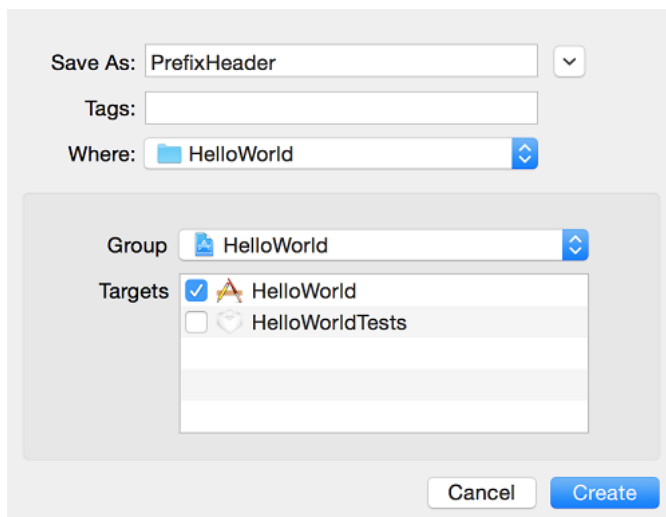 Save As: PrefixHeader
Tags:
Where: HelloWorld
Group HelloWorld
Targets HelloWorld
HelloWorldTests
Cancel Create